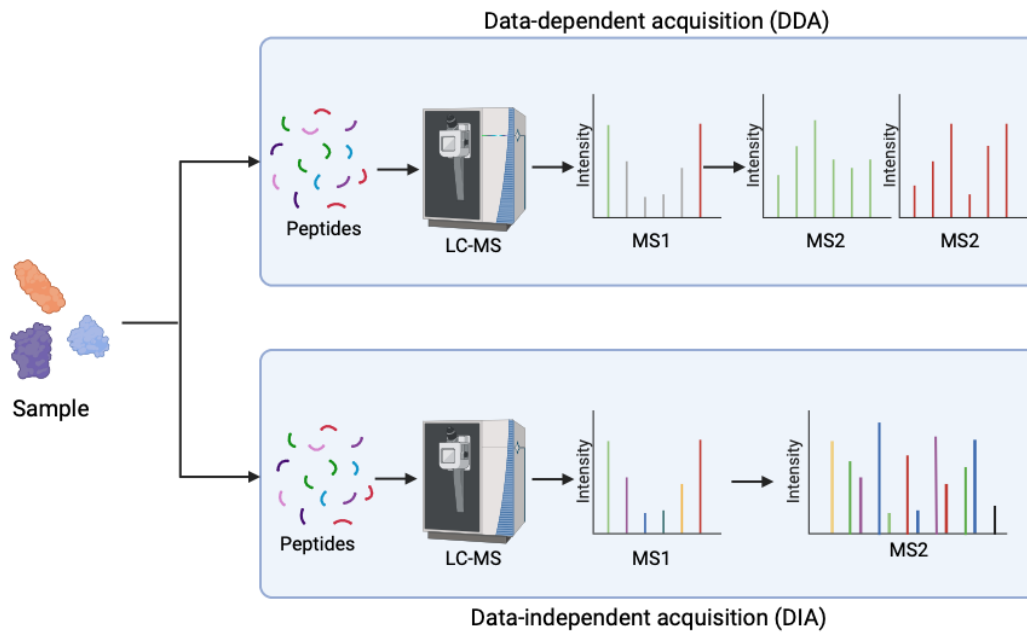 Data-dependent acquisition (DDA)
Peptides
LC-MS
Intensity
MS1
Intensity
MS2
Intensity
MS2
Sample
Peptides
LC-MS
Intensity
MS1
Intensity
MS2
Data-independent acquisition (DIA)